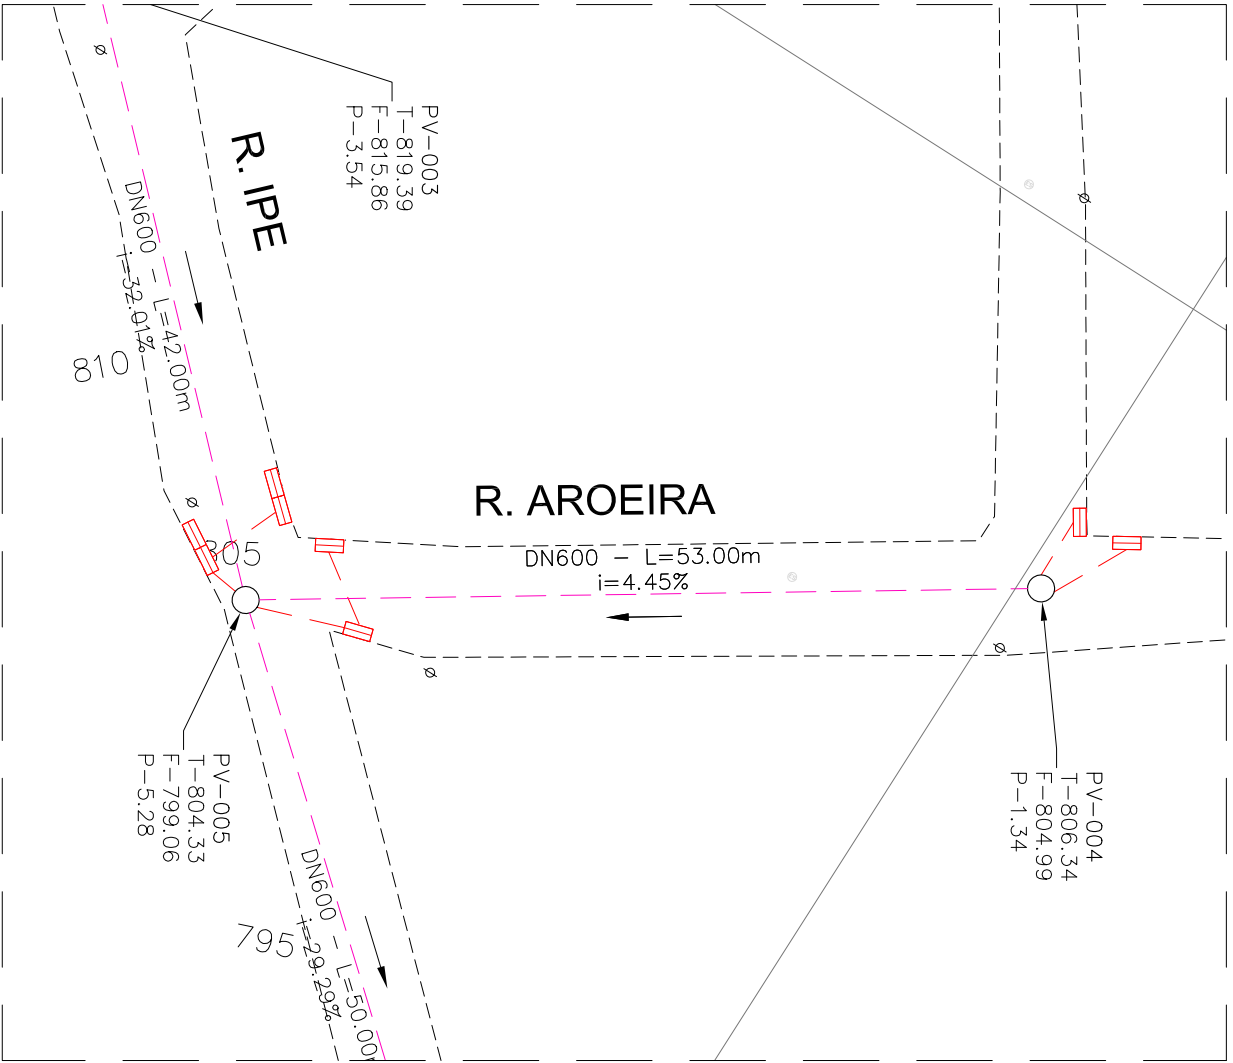 PV-003
T-819.39
F-815.86
P-3.54
R. IPE
DN600 - L=42.00m
i=32.01%
810
R. AROEIRA
DN600 - L=53.00m
i=4.45%
805
PV-005
T-804.33
F-799.06
P-5.28
PV-004
T-806.34
F-804.99
P-1.34
DN600 - L=50.00
i=29.29%
795